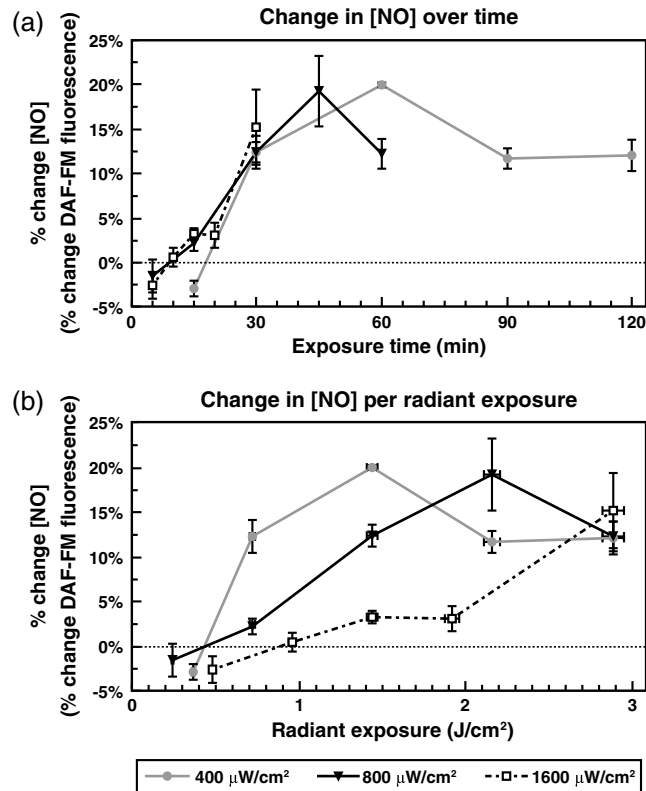 (a)
Change in [NO] over time
% change [NO]
(% change DAF-FM fluorescence)
25%
20%
15%
10%
5%
0%
-5%
0 30 60 90 120
Exposure time (min)
(b)
Change in [NO] per radiant exposure
% change [NO]
(% change DAF-FM fluorescence)
25%
20%
15%
10%
5%
0%
-5%
0 1 2 3
Radiant exposure (J/cm²)
400 µW/cm² 800 µW/cm² 1600 µW/cm²